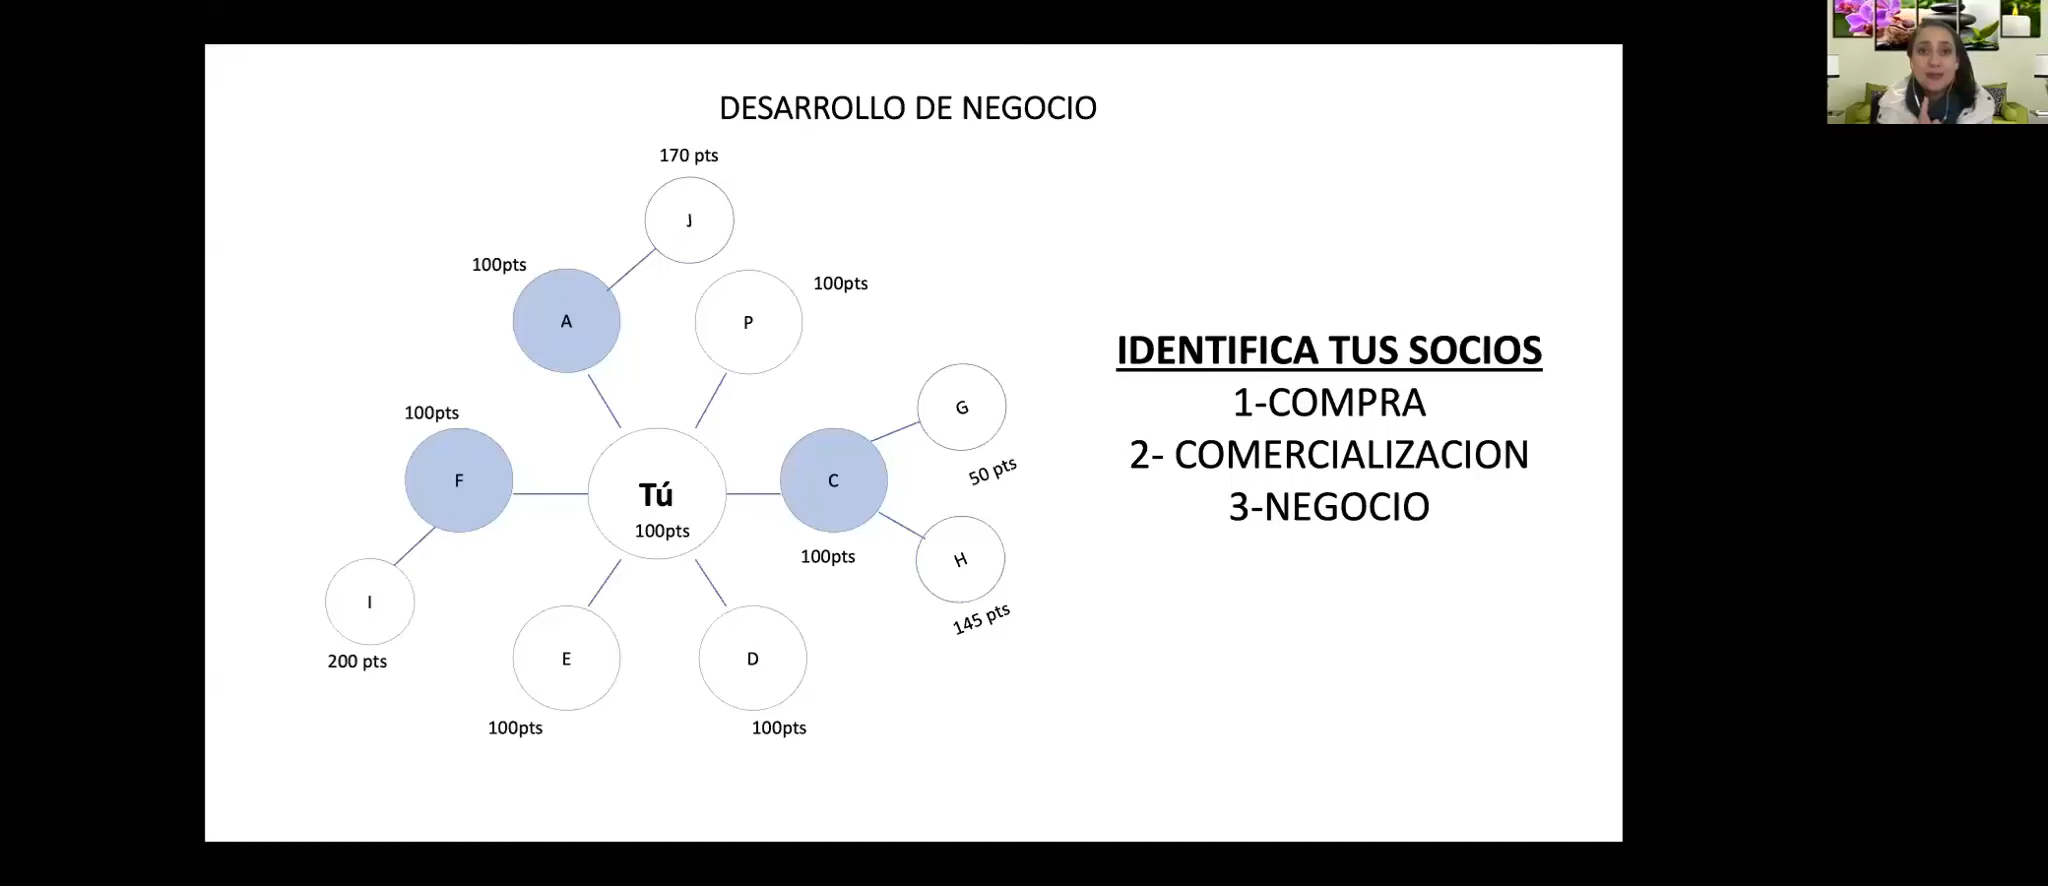 DESARROLLO DE NEGOCIO
170 pts
J
100pts
A
P
100pts
IDENTIFICA TUS SOCIOS
1-COMPRA
2- COMERCIALIZACION
3-NEGOCIO
G
50 pts
100pts
F
Tú
100pts
C
100pts
H
145 pts
I
200 pts
E
100pts
D
100pts